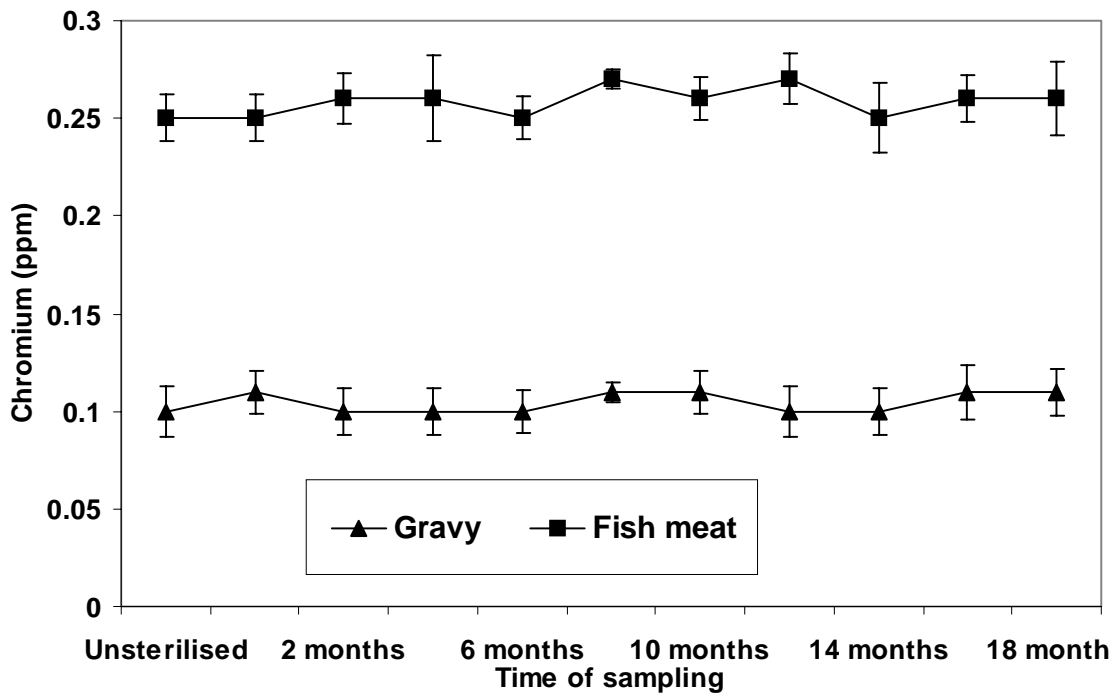 0.3
0.25
0.2
0.15
0.1
0.05
0
Chromium (ppm)
Gravy Fish meat
Unsterilised 2 months 6 months 10 months 14 months 18 month
Time of sampling